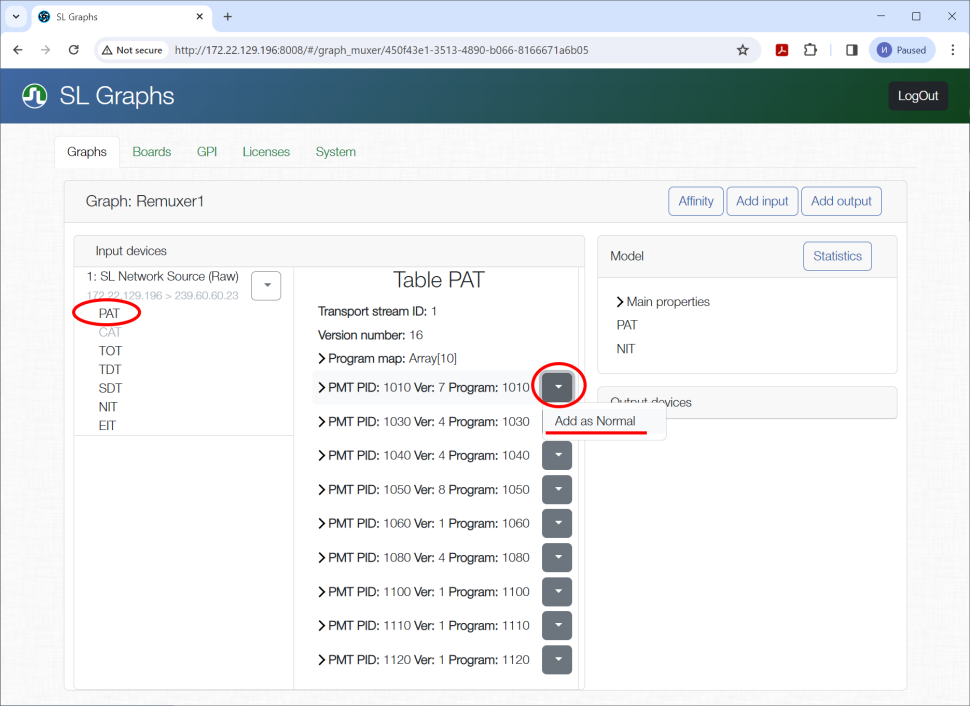 SL Graphs
Not secure
http://172.22.129.196:8008/#/graph_muxer/450f43e1-3513-4890-b066-8166671a6b05
И
Paused
SL Graphs
LogOut
Graphs
Boards
GPI
Licenses
System
Graph: Remuxer1
Affinity
Add input
Add output
Input devices
1: SL Network Source (Raw)
172.22.129.196 > 239.60.60.23
PAT
CAT
TOT
TDT
SDT
NIT
EIT
Table PAT
Transport stream ID: 1
Version number: 16
Program map: Array[10]
PMT PID: 1010 Ver: 7 Program: 1010
PMT PID: 1030 Ver: 4 Program: 1030
PMT PID: 1040 Ver: 4 Program: 1040
PMT PID: 1050 Ver: 8 Program: 1050
PMT PID: 1060 Ver: 1 Program: 1060
PMT PID: 1080 Ver: 4 Program: 1080
PMT PID: 1100 Ver: 1 Program: 1100
PMT PID: 1110 Ver: 1 Program: 1110
PMT PID: 1120 Ver: 1 Program: 1120
Add as Normal
Model
Statistics
Main properties
PAT
NIT
Output devices